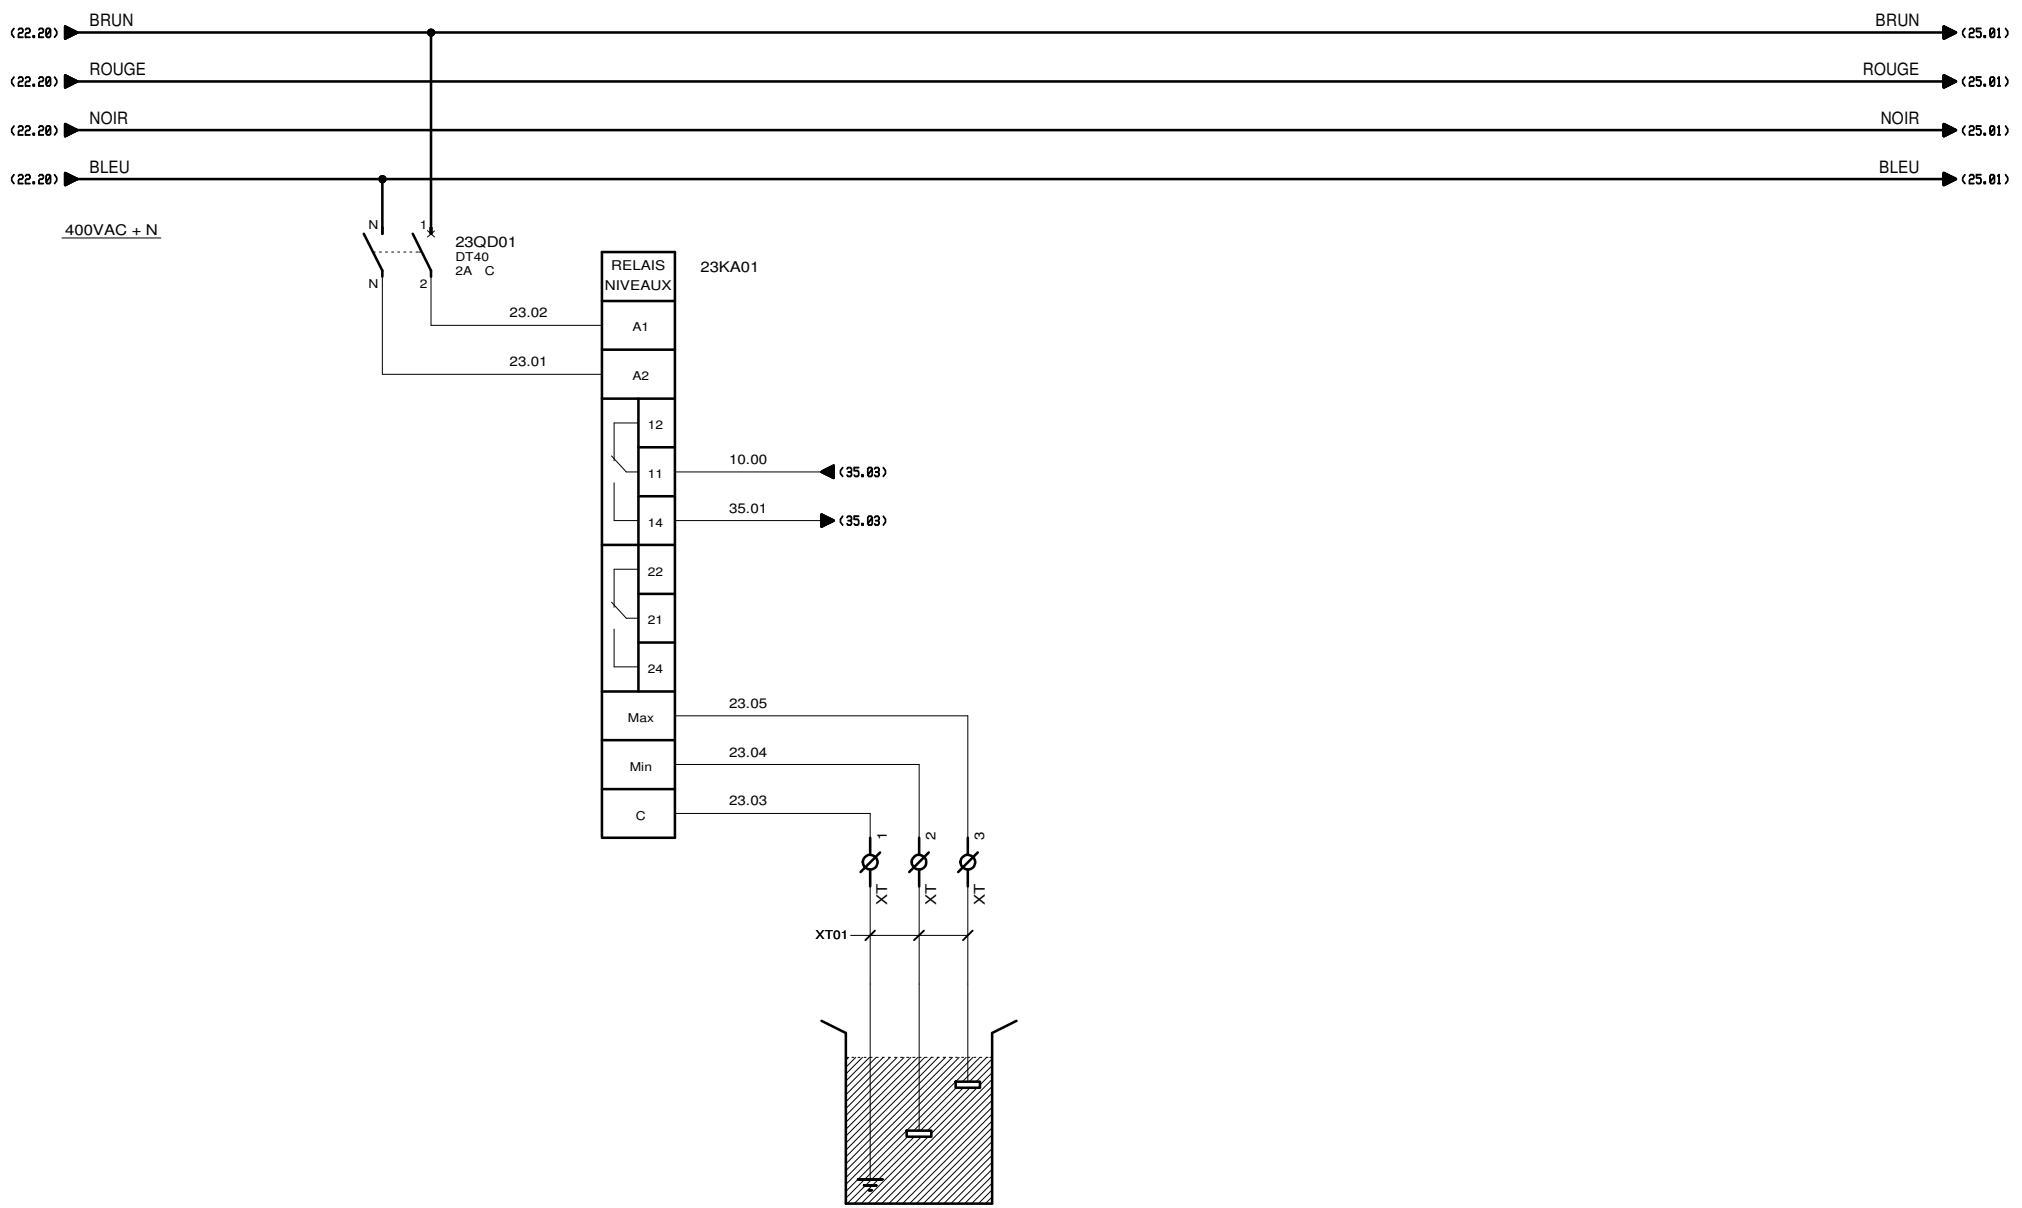 BRUN BRUN
(22.20) (25.01)
ROUGE ROUGE
(22.20) (25.01)
NOIR NOIR
(22.20) (25.01)
BLEU BLEU
(22.20) (25.01)
400VAC + N
N 1
23QD01
DT40
2A C
N 2
RELAIS
NIVEAUX
23KA01
23.02
A1
23.01
A2
12
10.00
11 (35.03)
35.01
14 (35.03)
22
21
24
23.05
Max
23.04
Min
23.03
C
1 2 3
XT XT XT
XT01